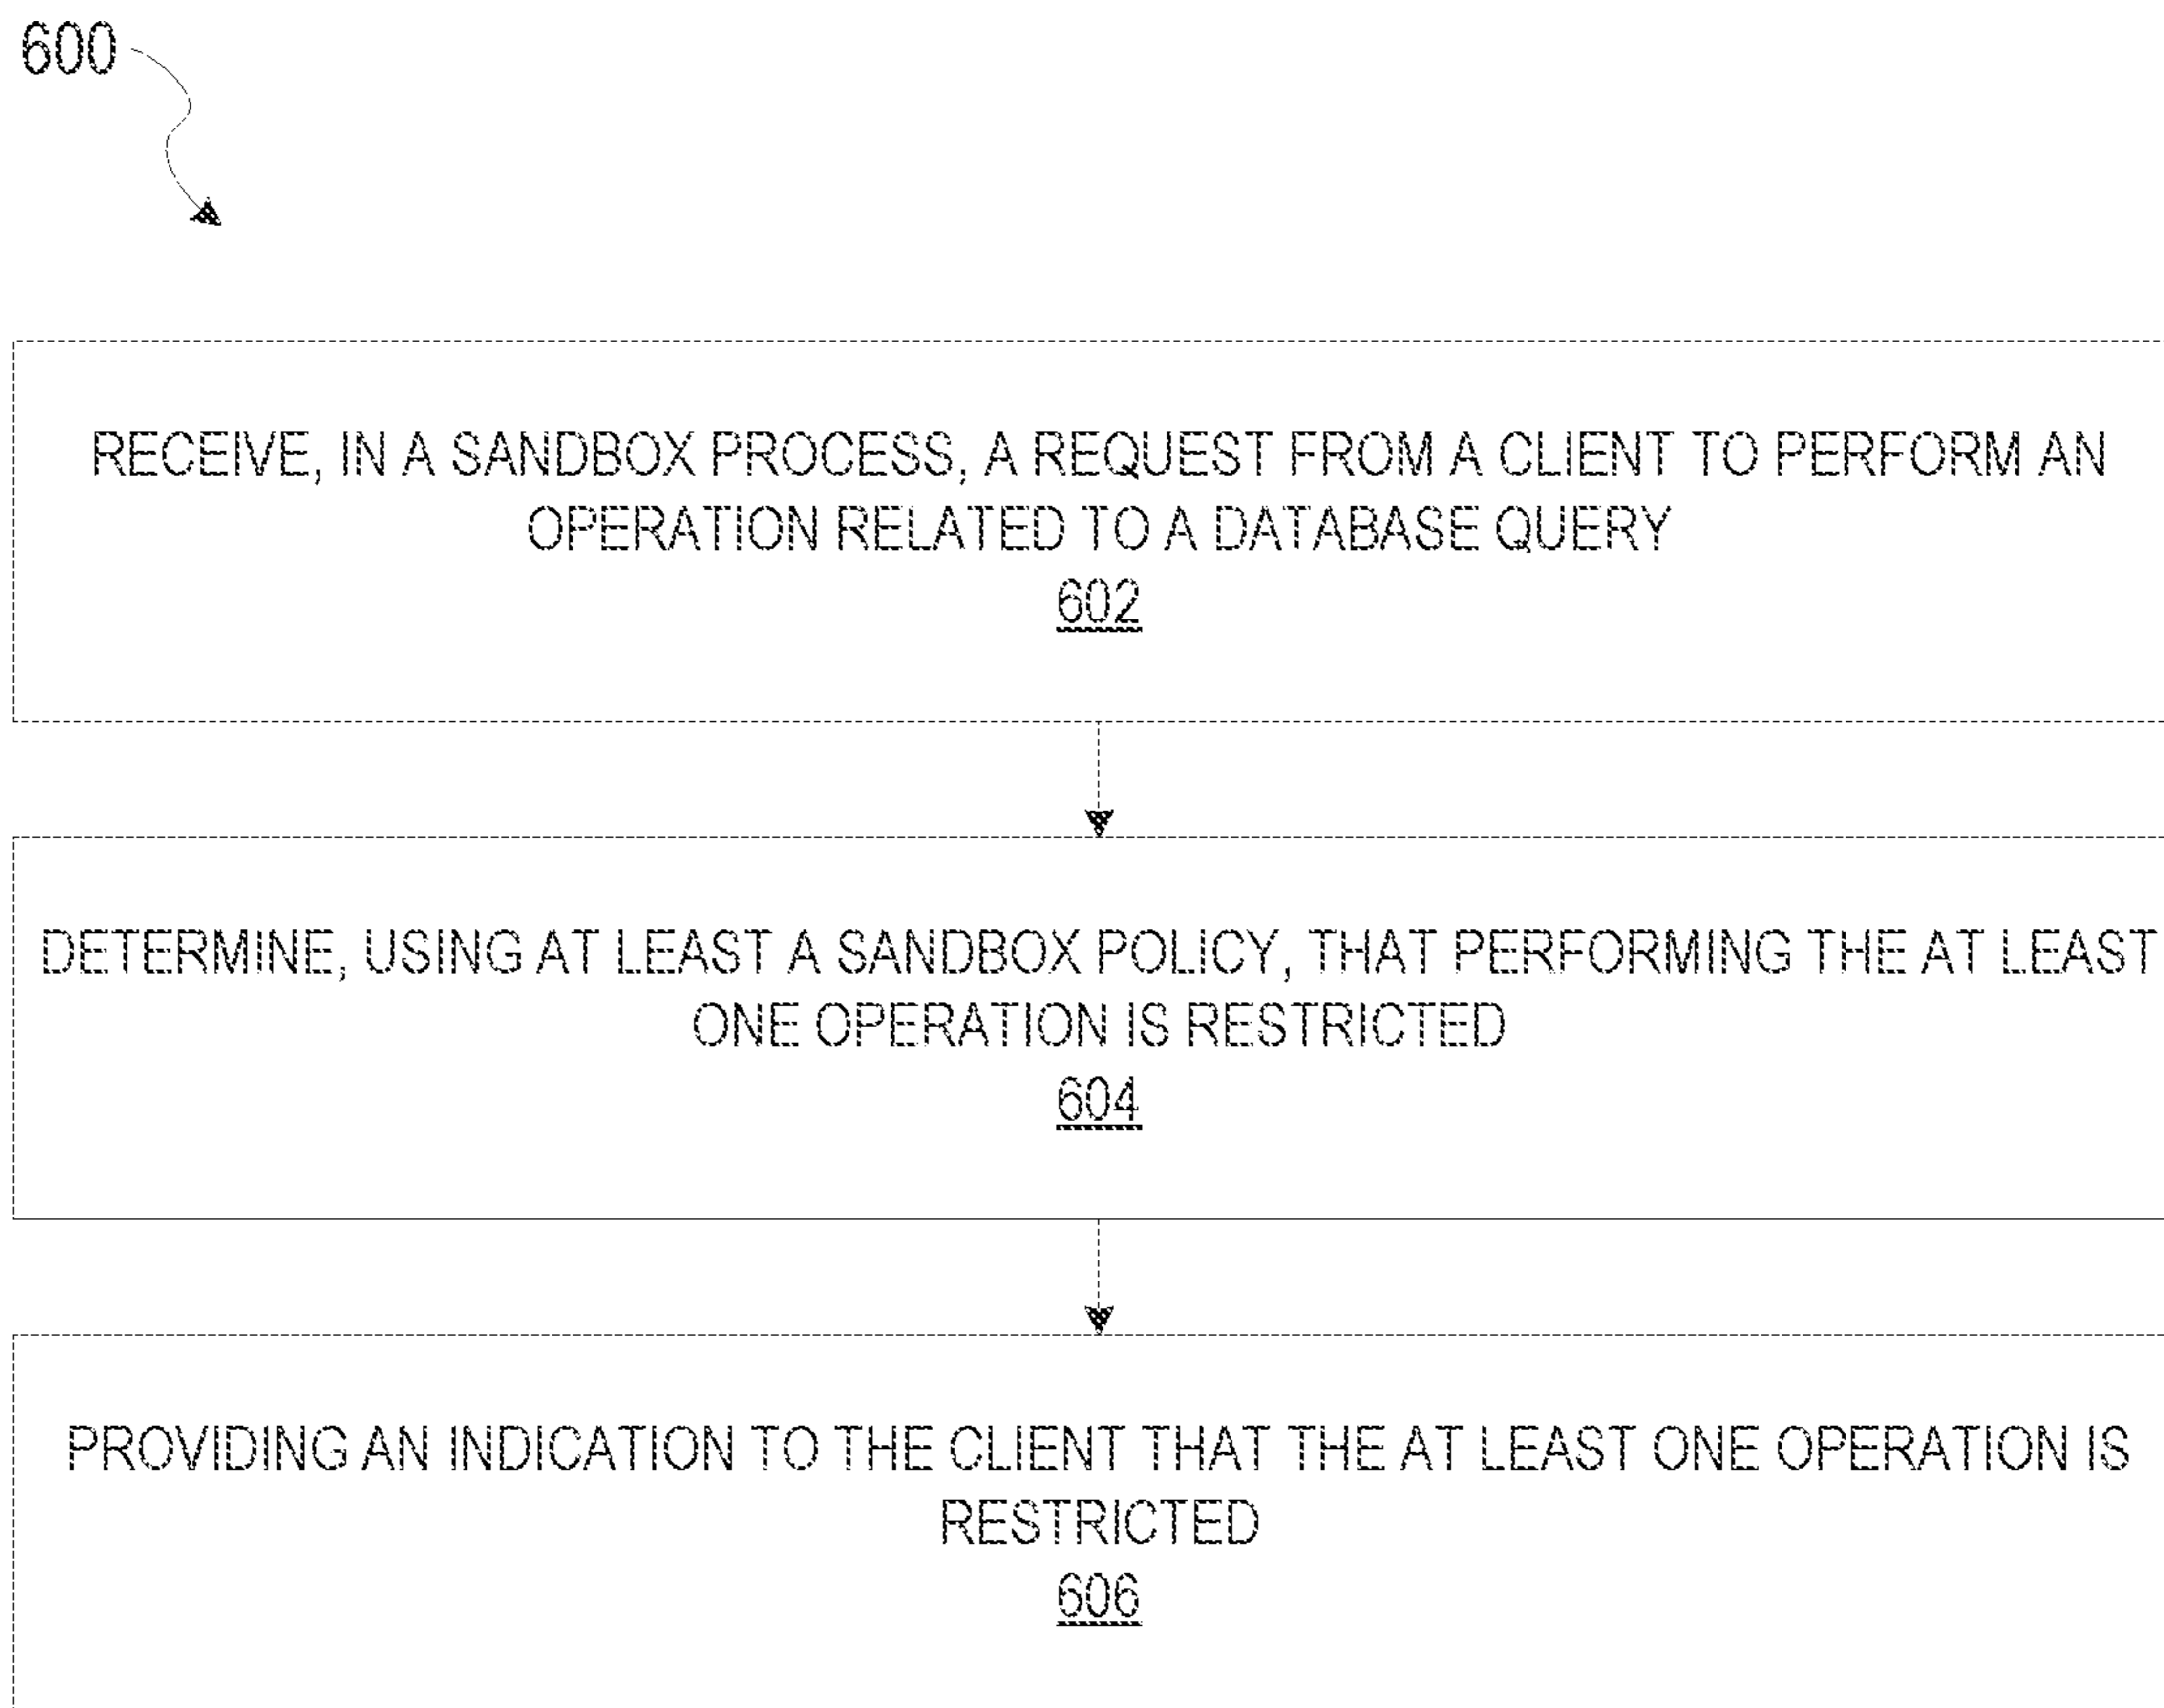 600
RECEIVE, IN A SANDBOX PROCESS, A REQUEST FROM A CLIENT TO PERFORM AN
OPERATION RELATED TO A DATABASE QUERY
602
DETERMINE, USING AT LEAST A SANDBOX POLICY, THAT PERFORMING THE AT LEAST
ONE OPERATION IS RESTRICTED
604
PROVIDING AN INDICATION TO THE CLIENT THAT THE AT LEAST ONE OPERATION IS
RESTRICTED
606